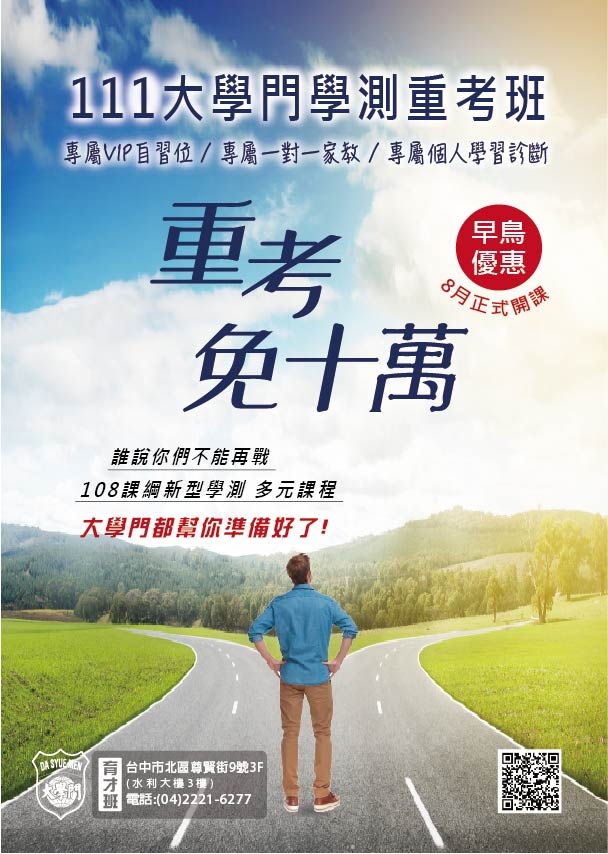 111大學門學測重考班
專屬VIP自習位 / 專屬一對一家教 / 專屬個人學習診斷
重考
免十萬
早鳥
優惠
8月正式開課
誰說你們不能再戰
108課綱新型學測 多元課程
大學門都幫你準備好了!
DA SYUE MEN
大學門
育才班
台中市北區尊賢街9號3F
(水利大樓3樓)
電話:(04)2221-6277